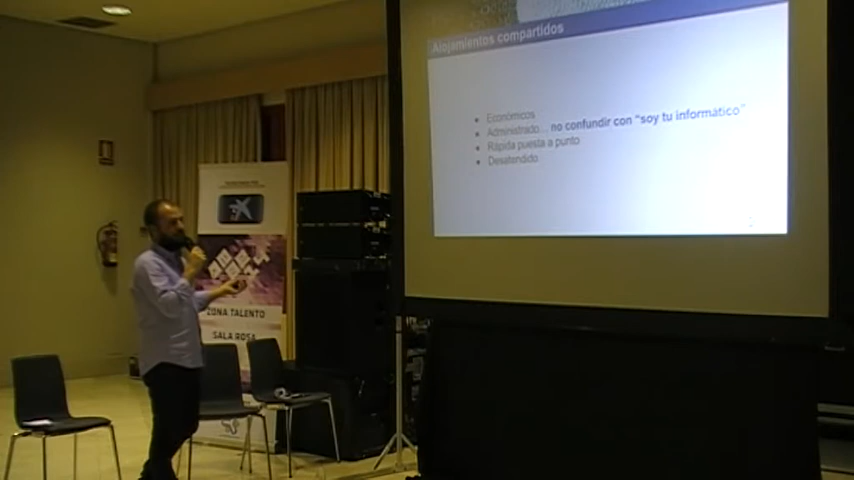 Alojamientos compartidos
Económicos
Administrado... no confundir con "soy tu informático"
Rápida puesta a punto
Desatendido
ZONA TALENTO
SALA ROSA